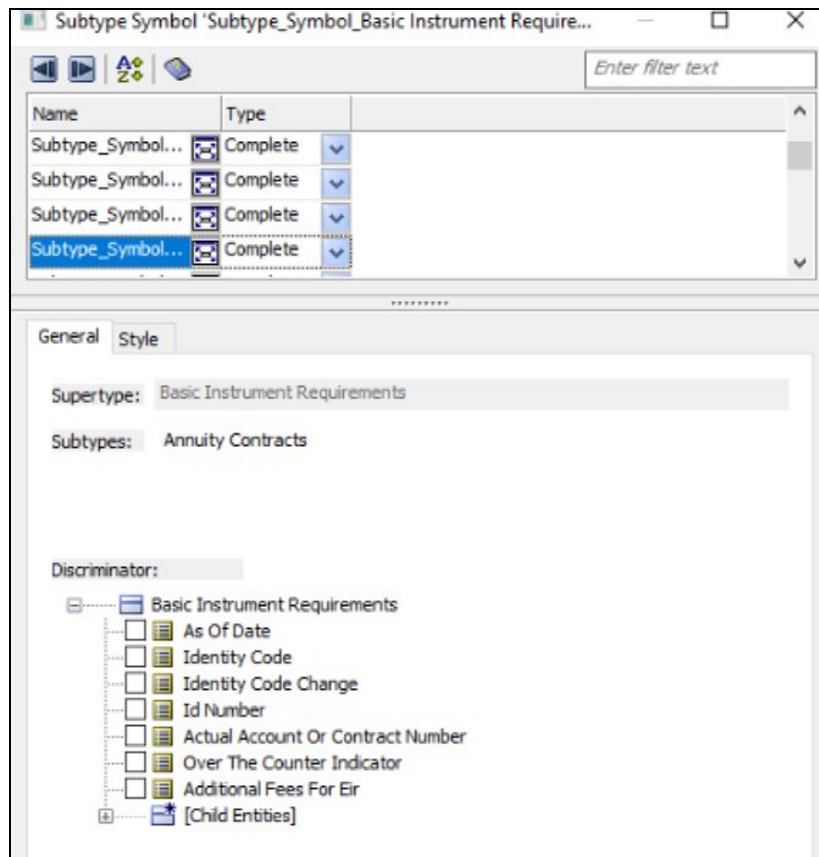 Subtype Symbol 'Subtype_Symbol_Basic Instrument Require...
Enter filter text
Name Type
Subtype_Symbol... Complete
Subtype_Symbol... Complete
Subtype_Symbol... Complete
Subtype_Symbol... Complete
General Style
Supertype: Basic Instrument Requirements
Subtypes: Annuity Contracts
Discriminator:
Basic Instrument Requirements
As Of Date
Identity Code
Identity Code Change
Id Number
Actual Account Or Contract Number
Over The Counter Indicator
Additional Fees For Eir
[Child Entities]